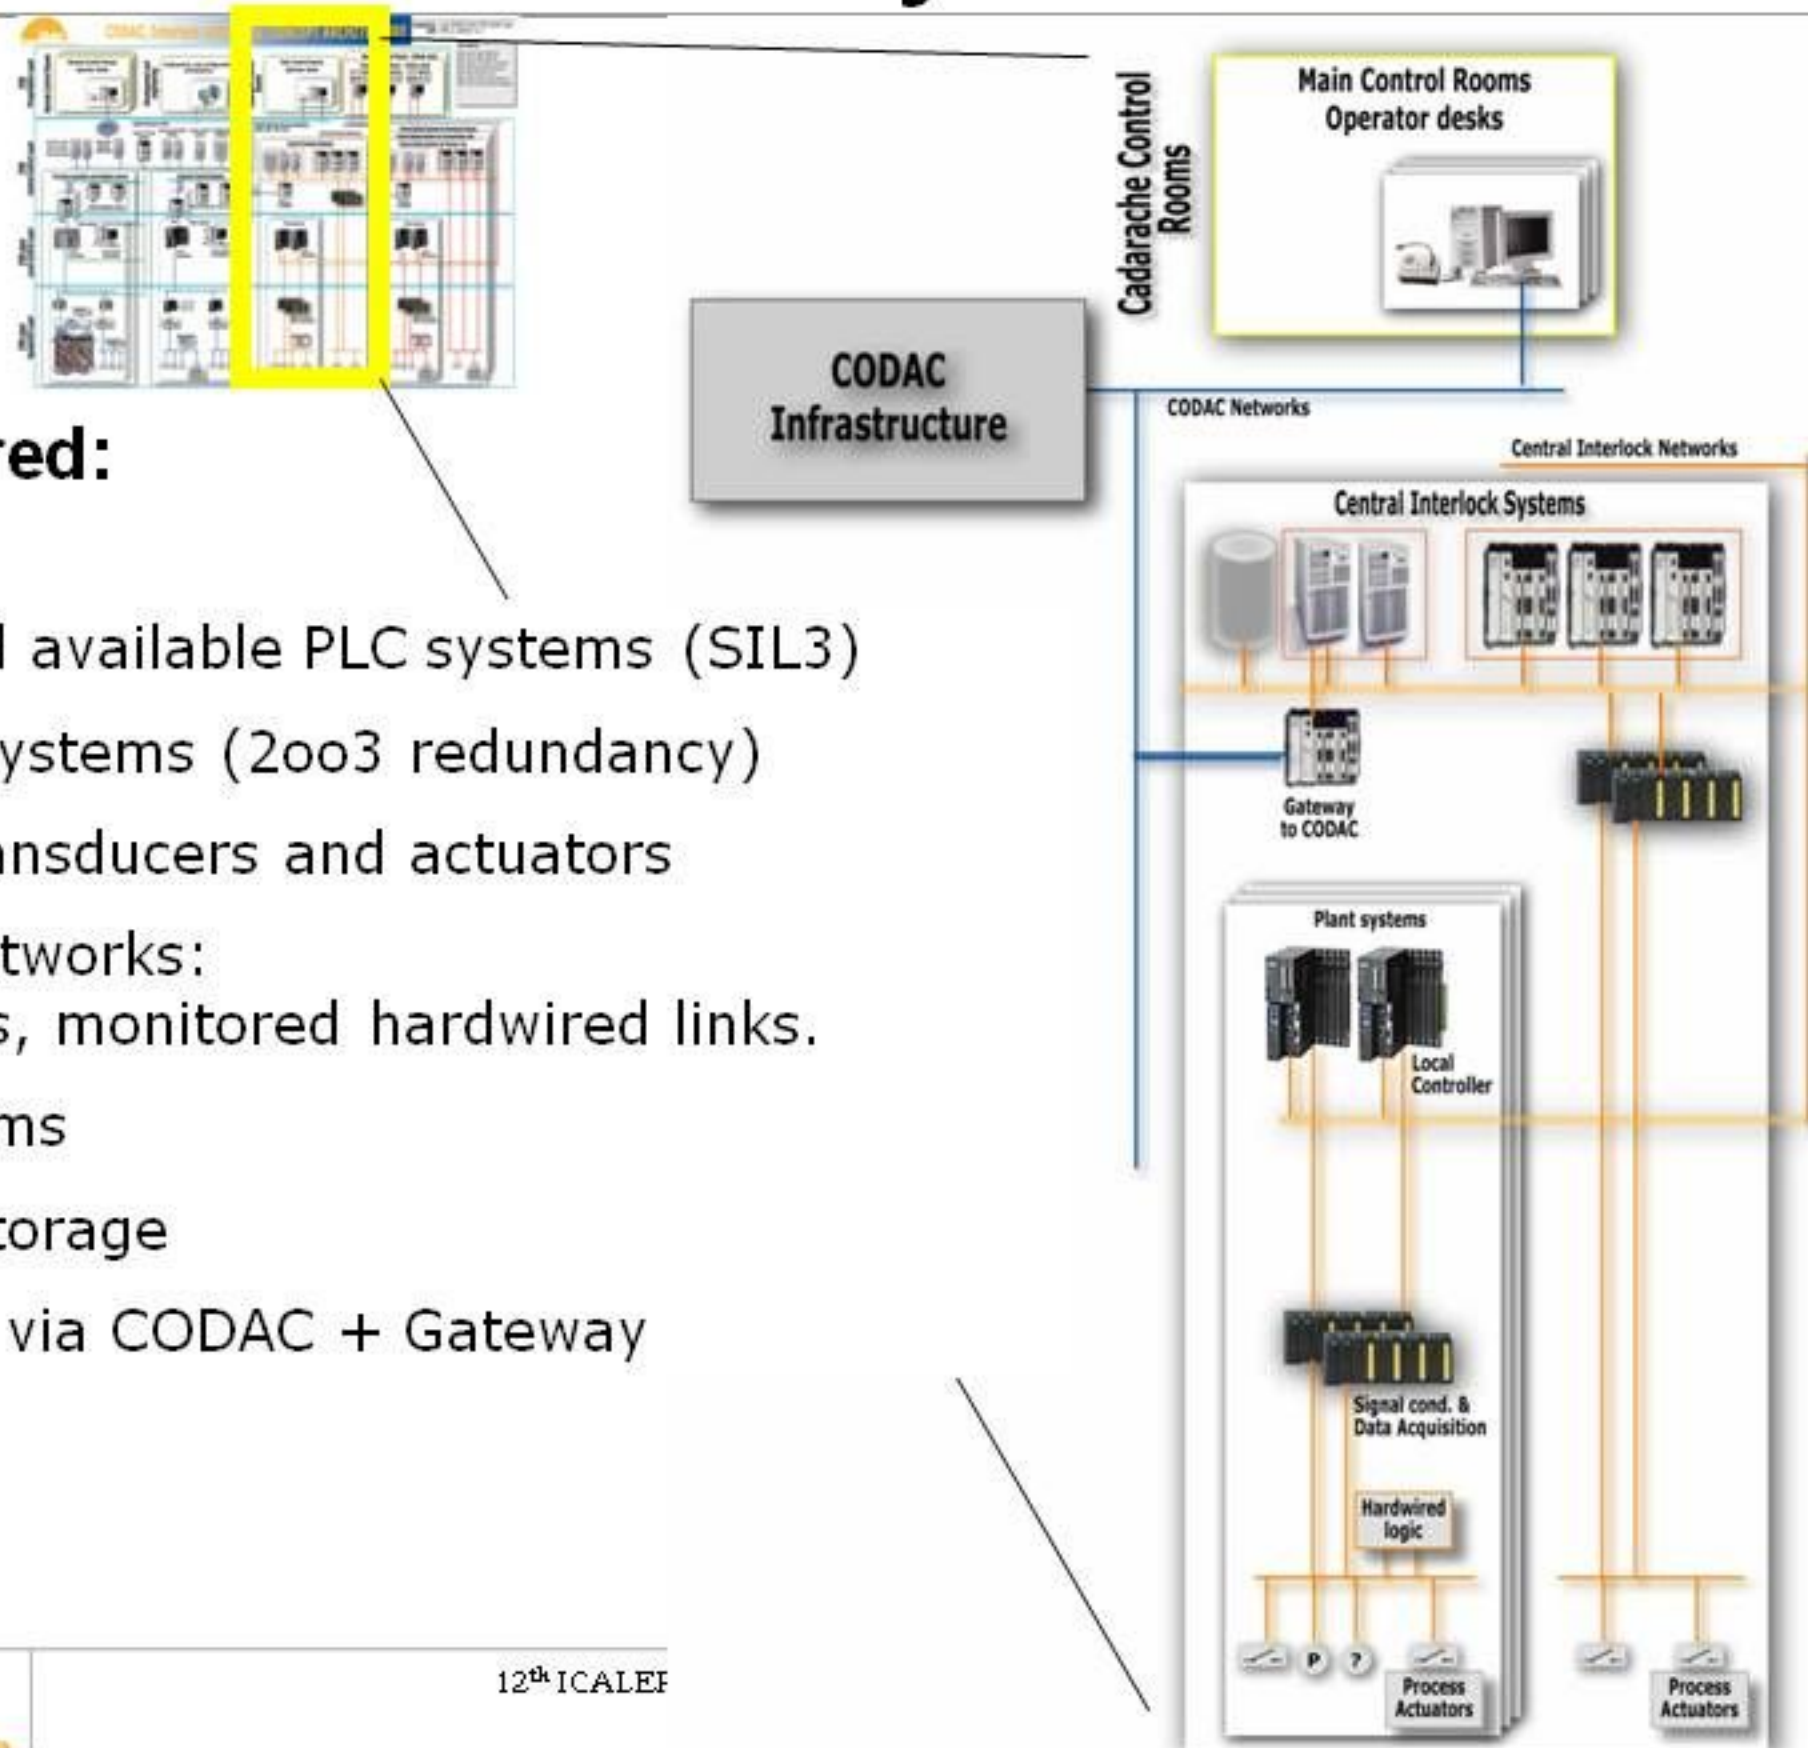 red:
available PLC systems (SIL3)
ystems (2oo3 redundancy)
ansducers and actuators
tworks:
s, monitored hardwired links.
ms
torage
via CODAC + Gateway
12th ICALEP
Cadarache Control
Rooms
Main Control Rooms
Operator desks
CODAC
Infrastructure
CODAC Networks
Central Interlock Networks
Central Interlock Systems
Gateway
to CODAC
Plant systems
Local
Controller
Signal cond. &
Data Acquisition
Hardwired
logic
P
?
Process
Actuators
Process
Actuators